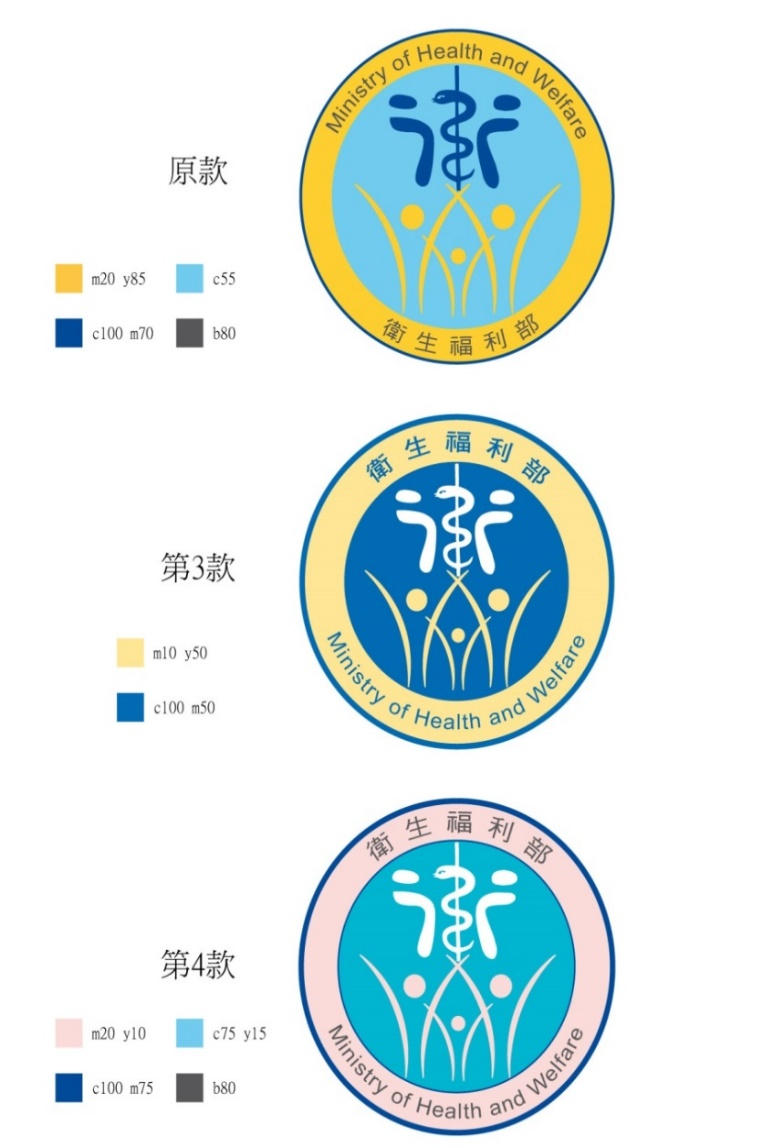 Ministry of Health and Welfare
原款
m20 y85
c55
c100 m70
b80
衛生福利部
衛生福利部
第3款
m10 y50
c100 m50
Ministry of Health and Welfare
衛生福利部
第4款
m20 y10
c75 y15
c100 m75
b80
Ministry of Health and Welfare